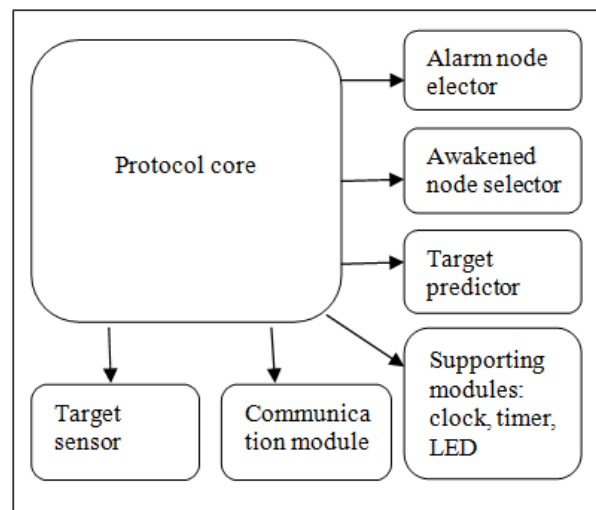 Alarm node
elector
Protocol core
Awakened
node selector
Target
predictor
Supporting
modules:
clock, timer,
LED
Target
sensor
Communica
tion module